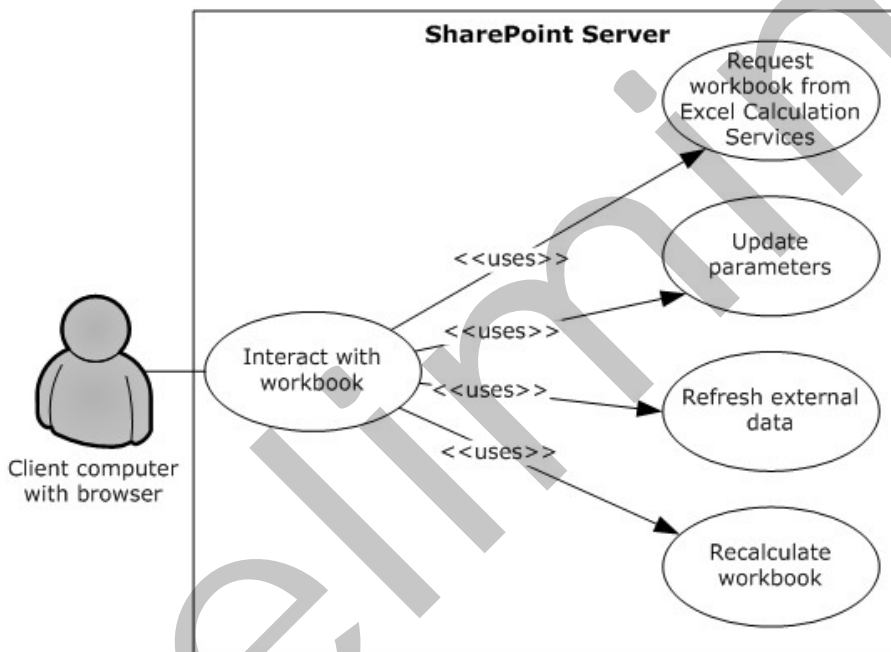 SharePoint Server
Request
workbook from
Excel Calculation
Services
<<uses>>
Update
parameters
<<uses>>
Interact with
workbook
<<uses>>
Refresh external
data
Client computer
with browser
<<uses>>
Recalculate
workbook
elimin